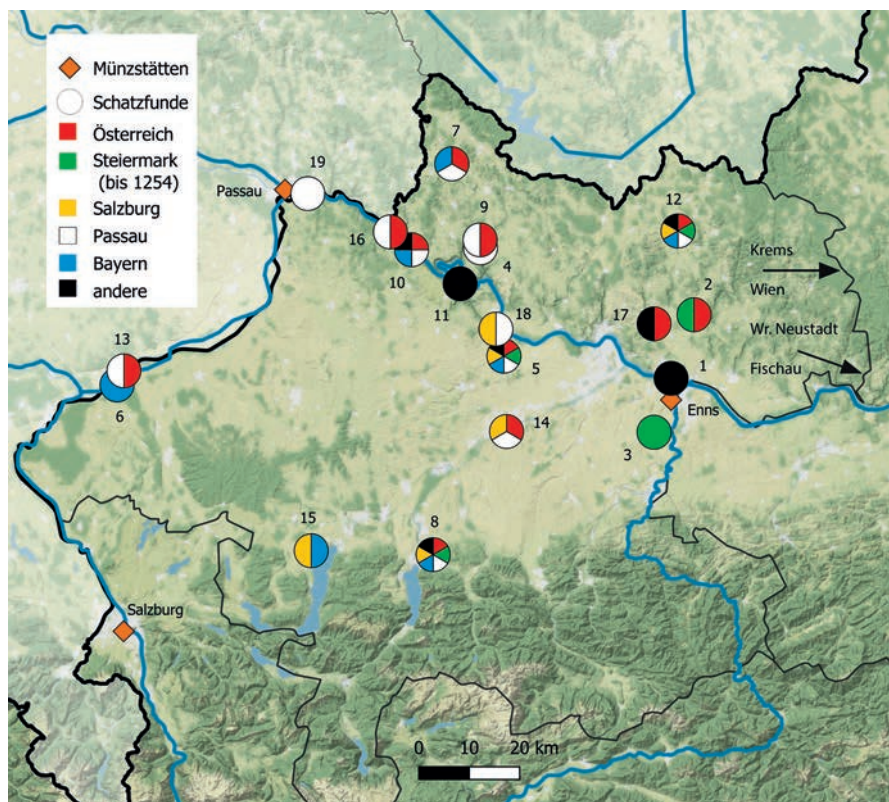 Münzstätten
Schatzfunde
Österreich
Steiermark
(bis 1254)
Salzburg
Passau
Bayern
andere
19
Passau
7
16
9
12
10
4
11
Krems
Wien
Wr. Neustadt
Fischau
2
17
18
13
5
6
1
Enns
14
3
15
8
Salzburg
0 10 20 km